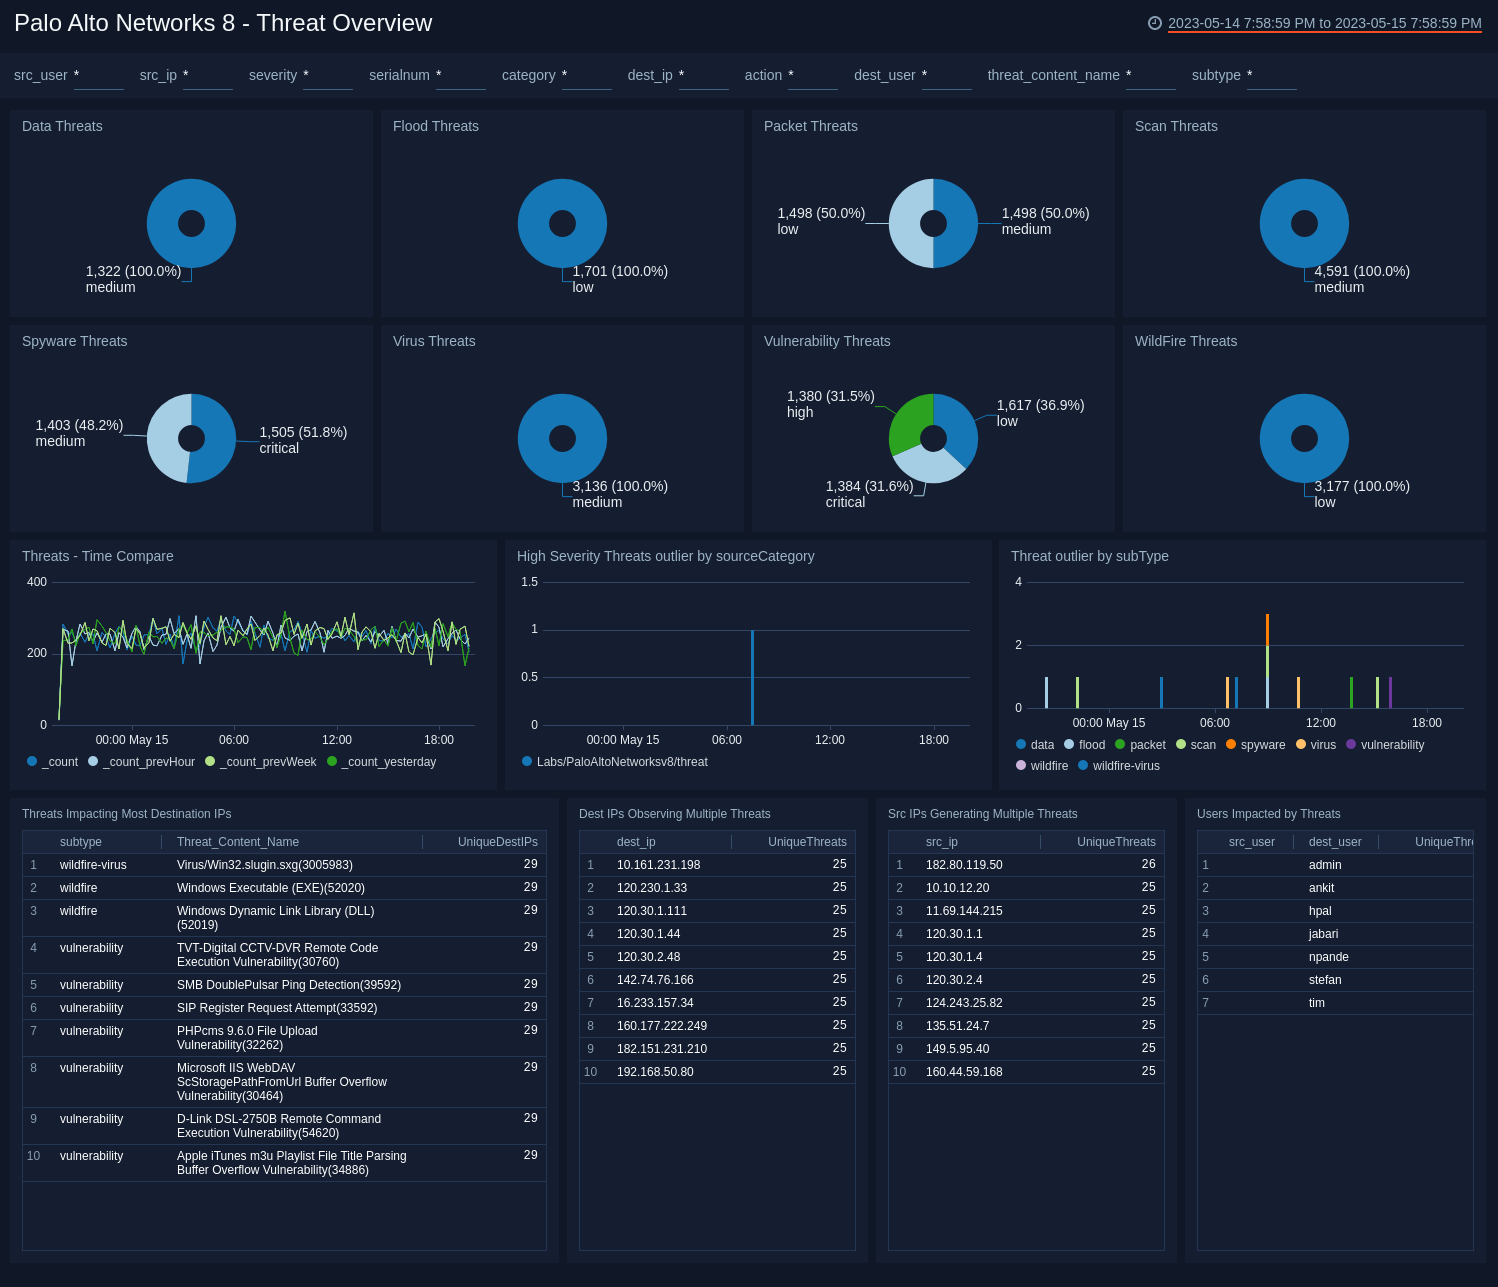 Palo Alto Networks 8 - Threat Overview
2023-05-14 7:58:59 PM to 2023-05-15 7:58:59 PM
src_user * src_ip * severity * serialnum * category * dest_ip * action * dest_user * threat_content_name * subtype *
Data Threats
1,322 (100.0%)
medium
Flood Threats
1,701 (100.0%)
low
Packet Threats
1,498 (50.0%)
low
1,498 (50.0%)
medium
Scan Threats
4,591 (100.0%)
medium
Spyware Threats
1,403 (48.2%)
medium
1,505 (51.8%)
critical
Virus Threats
3,136 (100.0%)
medium
Vulnerability Threats
1,380 (31.5%)
high
1,617 (36.9%)
low
1,384 (31.6%)
critical
WildFire Threats
3,177 (100.0%)
low
Threats - Time Compare
400
200
0
00:00 May 15 06:00 12:00 18:00
_count _count_prevHour _count_prevWeek _count_yesterday
High Severity Threats outlier by sourceCategory
1.5
1
0.5
0
00:00 May 15 06:00 12:00 18:00
Labs/PaloAltoNetworksv8/threat
Threat outlier by subType
4
2
0
00:00 May 15 06:00 12:00 18:00
data flood packet scan spyware virus vulnerability
wildfire wildfire-virus
Threats Impacting Most Destination IPs
subtype Threat_Content_Name UniqueDestIPs
1 wildfire-virus Virus/Win32.slugin.sxg(3005983) 29
2 wildfire Windows Executable (EXE)(52020) 29
3 wildfire Windows Dynamic Link Library (DLL) 29
(52019)
4 vulnerability TVT-Digital CCTV-DVR Remote Code 29
Execution Vulnerability(30760)
5 vulnerability SMB DoublePulsar Ping Detection(39592) 29
6 vulnerability SIP Register Request Attempt(33592) 29
7 vulnerability PHPcms 9.6.0 File Upload 29
Vulnerability(32262)
8 vulnerability Microsoft IIS WebDAV 29
ScStoragePathFromUrl Buffer Overflow
Vulnerability(30464)
9 vulnerability D-Link DSL-2750B Remote Command 29
Execution Vulnerability(54620)
10 vulnerability Apple iTunes m3u Playlist File Title Parsing 29
Buffer Overflow Vulnerability(34886)
Dest IPs Observing Multiple Threats
dest_ip UniqueThreats
1 10.161.231.198 25
2 120.230.1.33 25
3 120.30.1.111 25
4 120.30.1.44 25
5 120.30.2.48 25
6 142.74.76.166 25
7 16.233.157.34 25
8 160.177.222.249 25
9 182.151.231.210 25
10 192.168.50.80 25
Src IPs Generating Multiple Threats
src_ip UniqueThreats
1 182.80.119.50 26
2 10.10.12.20 25
3 11.69.144.215 25
4 120.30.1.1 25
5 120.30.1.4 25
6 120.30.2.4 25
7 124.243.25.82 25
8 135.51.24.7 25
9 149.5.95.40 25
10 160.44.59.168 25
Users Impacted by Threats
src_user dest_user UniqueThre
1 admin
2 ankit
3 hpal
4 jabari
5 npande
6 stefan
7 tim